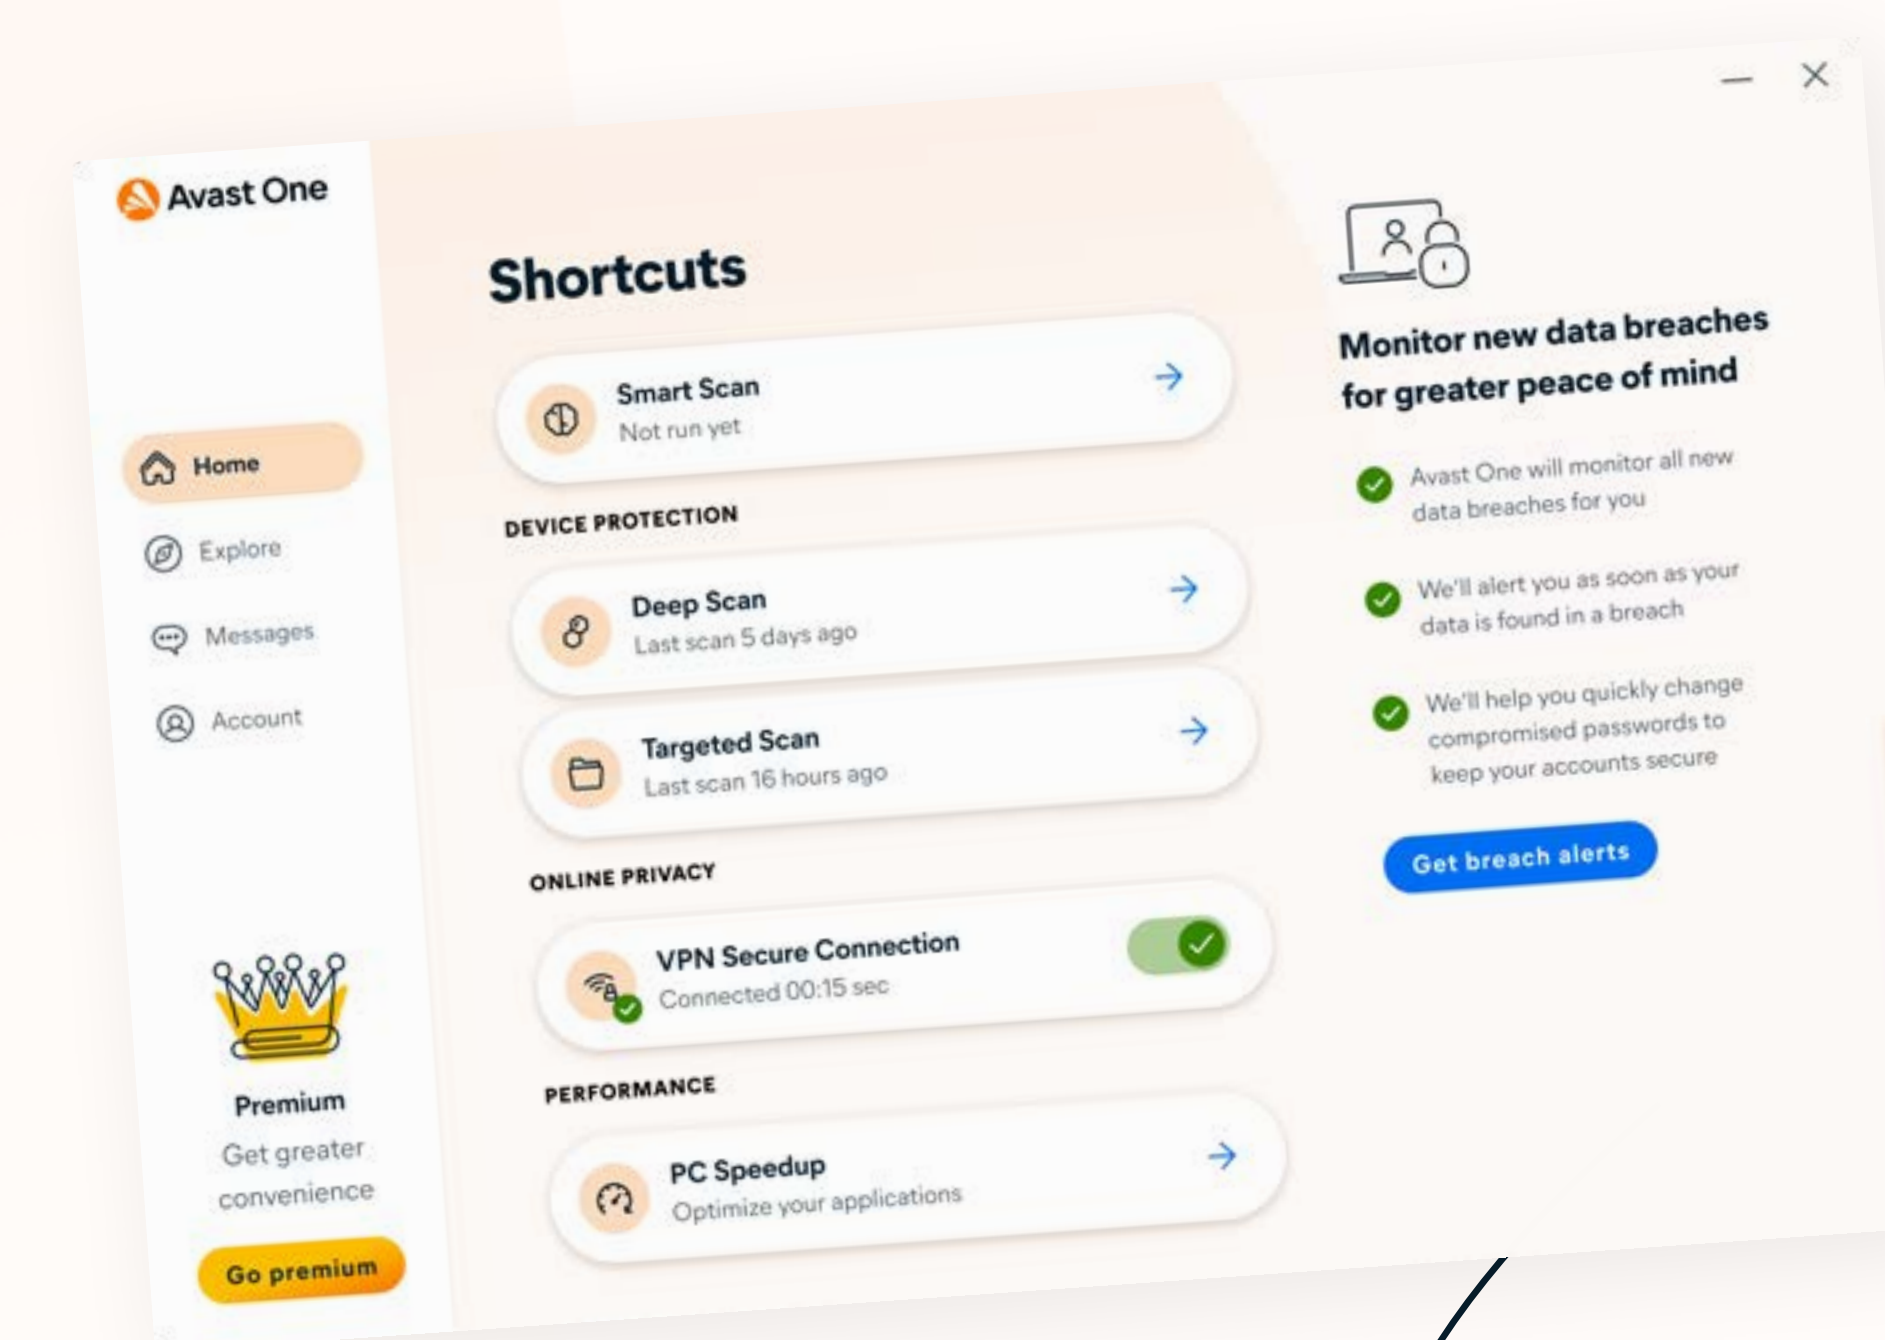 Avast One
Home
Explore
Messages
Account
Premium
Get greater
convenience
Go premium
Shortcuts
Smart Scan
Not run yet
DEVICE PROTECTION
Deep Scan
Last scan 5 days ago
Targeted Scan
Last scan 16 hours ago
ONLINE PRIVACY
VPN Secure Connection
Connected 00:15 sec
PERFORMANCE
PC Speedup
Optimize your applications
Monitor new data breaches
for greater peace of mind
Avast One will monitor all new
data breaches for you
We'll alert you as soon as your
data is found in a breach
We'll help you quickly change
compromised passwords to
keep your accounts secure
Get breach alerts